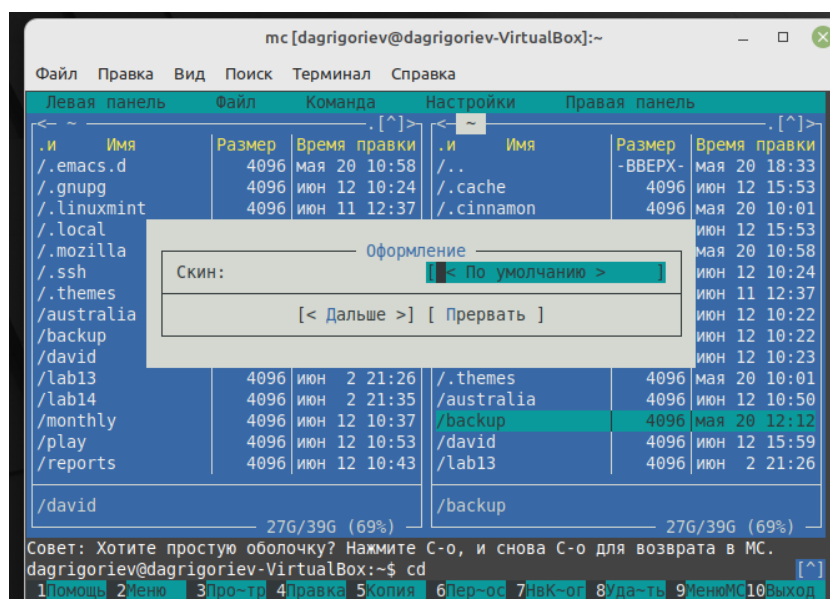 mc [dagrigoriev@dagrigoriev-VirtualBox]:~
Файл Правка Вид Поиск Терминал Справка
Левая панель Файл Команда Настройки Правая панель
<─ ~ ─.[^]>┐ <─ ~ ─.[^]>┐
.и Имя Размер Время правки .и Имя Размер Время правки
/.emacs.d 4096 мая 20 10:58 /.. -ВВЕРХ- мая 20 18:33
/.gnupg 4096 июн 12 10:24 /.cache 4096 июн 12 15:53
/.linuxmint 4096 июн 11 12:37 /.cinnamon 4096 мая 20 10:01
/.local июн 12 15:53
/.mozilla Оформление мая 20 10:58
/.ssh Скин: [ < По умолчанию > ] июн 12 10:24
/.themes июн 11 12:37
/australia [< Дальше >] [ Прервать ] июн 12 10:22
/backup июн 12 10:22
/david июн 12 10:23
/lab13 4096 июн 2 21:26 /.themes 4096 мая 20 10:01
/lab14 4096 июн 2 21:35 /australia 4096 июн 12 10:50
/monthly 4096 июн 12 10:37 /backup 4096 мая 20 12:12
/play 4096 июн 12 10:53 /david 4096 июн 12 15:59
/reports 4096 июн 12 10:43 /lab13 4096 июн 2 21:26
/david /backup
27G/39G (69%) 27G/39G (69%)
Совет: Хотите простую оболочку? Нажмите C-o, и снова C-o для возврата в MC.
dagrigoriev@dagrigoriev-VirtualBox:~$ cd [^]
1Помощь 2Меню 3Про~тр 4Правка 5Копия 6Пер~ос 7НвК~ог 8Уда~ть 9МенюMC 10Выход